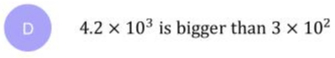 D 4.2 × 10³ is bigger than 3 × 10²